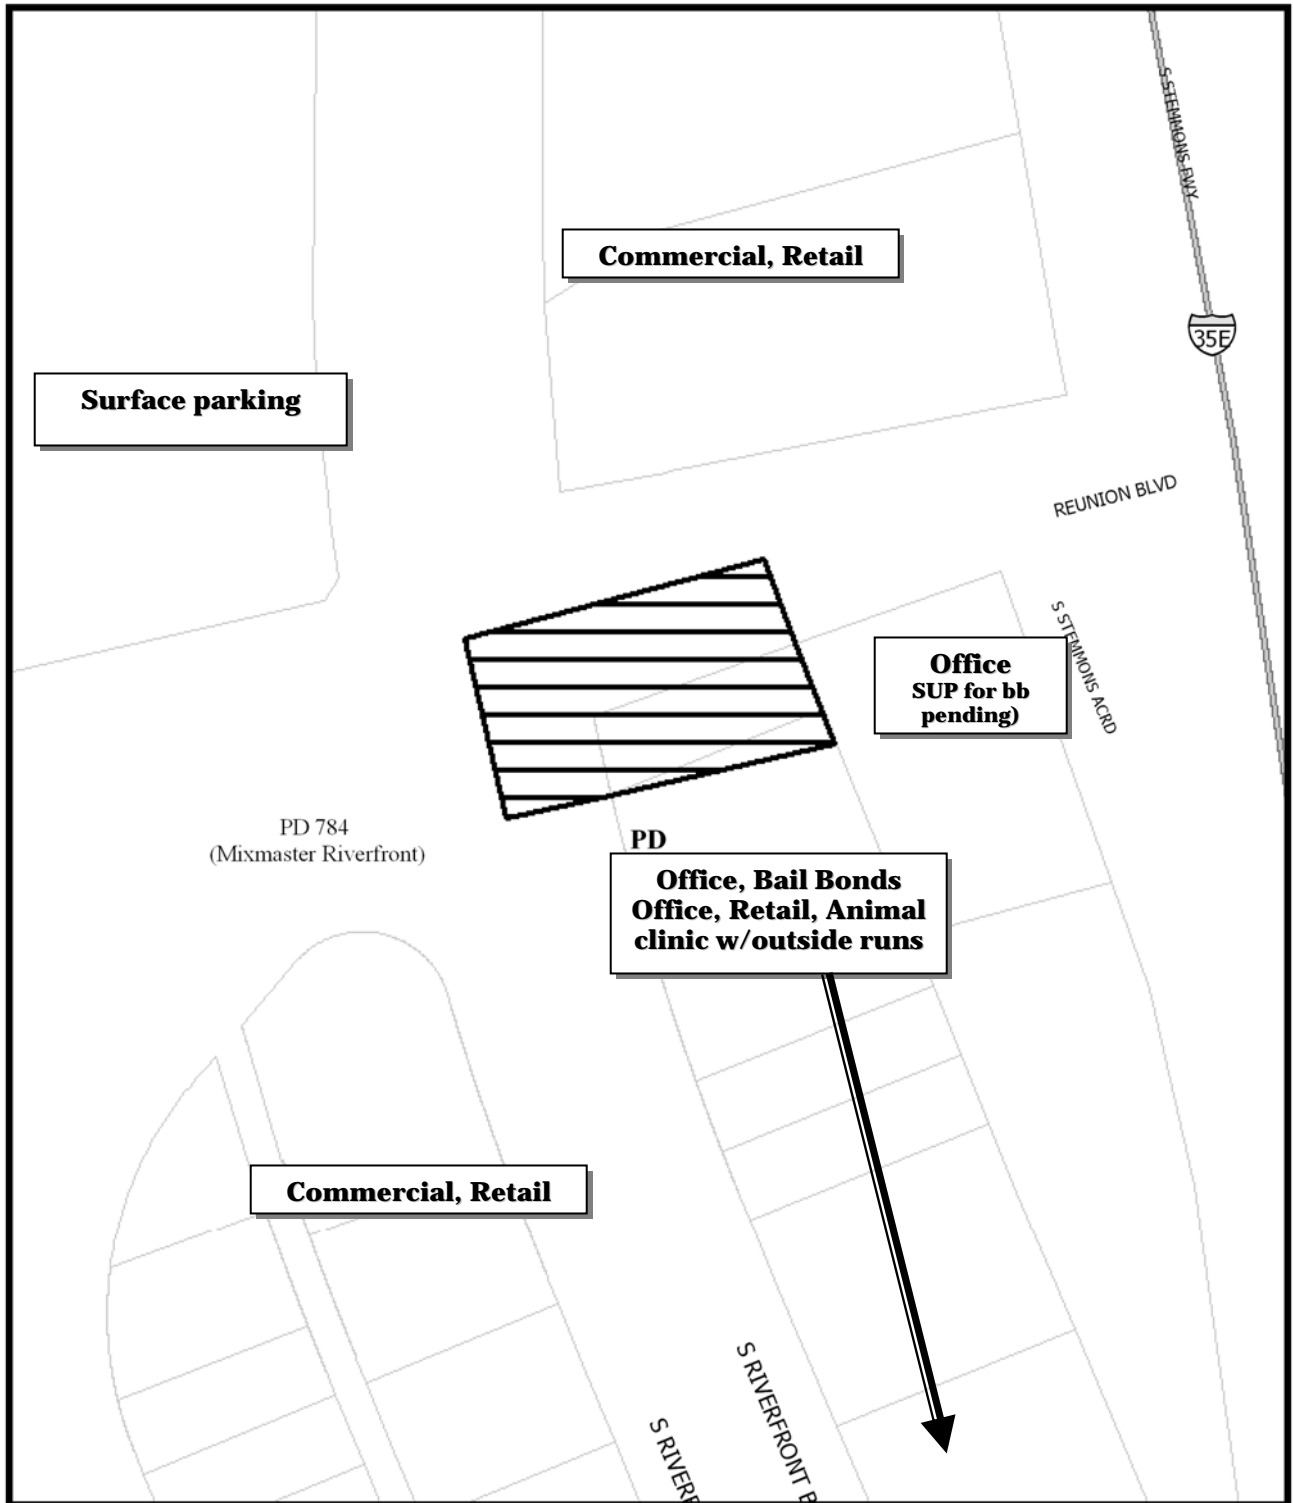 S STEMMONS FWY
Commercial, Retail
35E
Surface parking
REUNION BLVD
S STEMMONS ACRD
Office
SUP for bb
pending)
PD 784
(Mixmaster Riverfront)
PD
Office, Bail Bonds
Office, Retail, Animal
clinic w/outside runs
Commercial, Retail
S RIVERFRONT B
S RIVERF